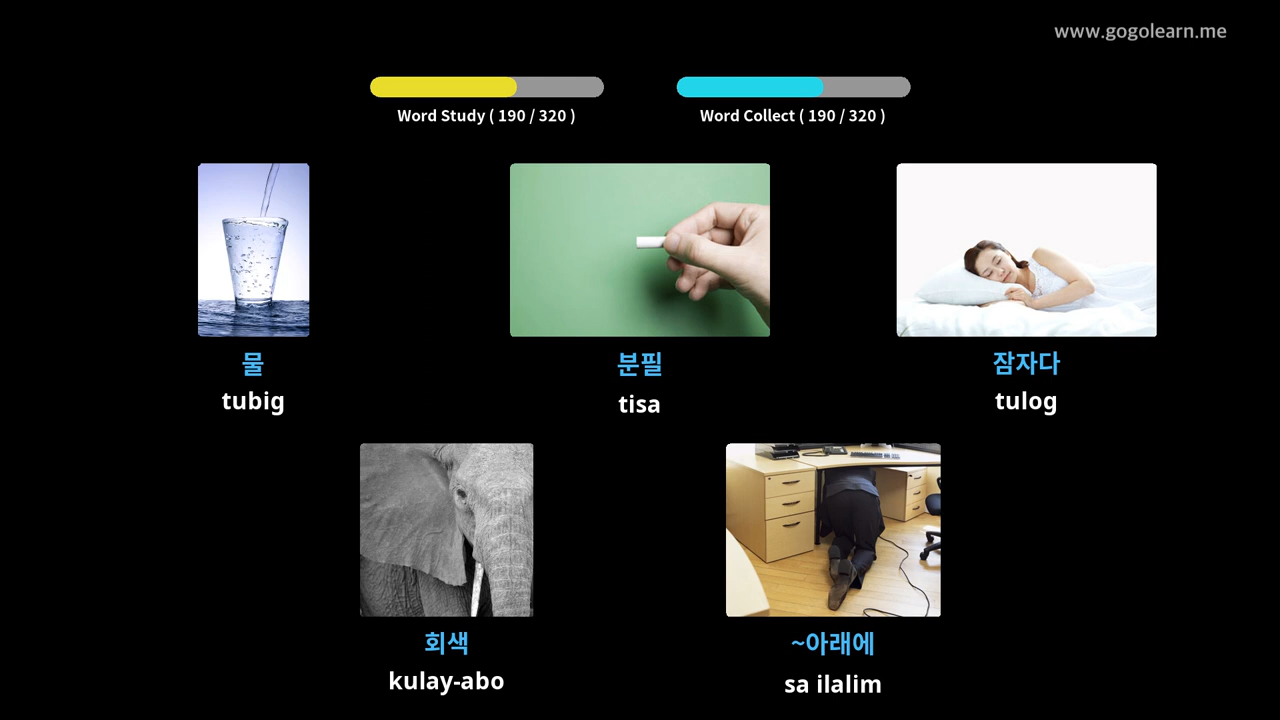 www.gogolearn.me
Word Study ( 190 / 320 )
Word Collect ( 190 / 320 )
물
tubig
분필
tisa
잠자다
tulog
회색
kulay-abo
~아래에
sa ilalim